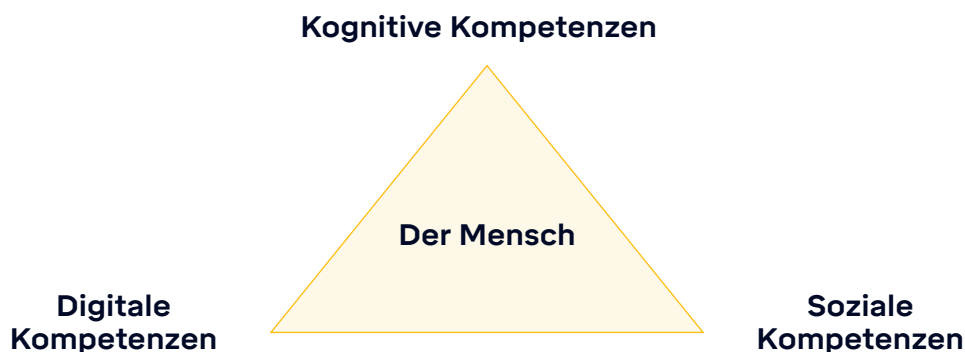 Kognitive Kompetenzen
Der Mensch
Digitale
Kompetenzen
Soziale
Kompetenzen